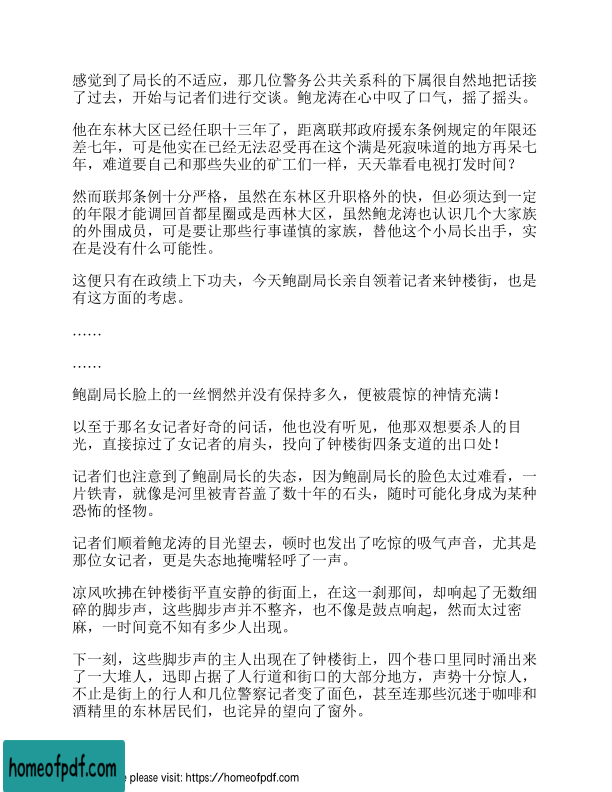 感觉到了局长的不适应，那几位警务公共关系科的下属很自然地把话接
了过去，开始与记者们进行交谈。鲍龙涛在心中叹了口气，摇了摇头。
他在东林大区已经任职十三年了，距离联邦政府援东条例规定的年限还
差七年，可是他实在已经无法忍受再在这个满是死寂味道的地方再呆七
年，难道要自己和那些失业的矿工们一样，天天靠看电视打发时间？
然而联邦条例十分严格，虽然在东林区升职格外的快，但必须达到一定
的年限才能调回首都星圈或是西林大区，虽然鲍龙涛也认识几个大家族
的外围成员，可是要让那些行事谨慎的家族，替他这个小局长出手，实
在是没有什么可能性。
这便只有在政绩上下功夫，今天鲍副局长亲自领着记者来钟楼街，也是
有这方面的考虑。
……
……
鲍副局长脸上的一丝惘然并没有保持多久，便被震惊的神情充满！
以至于那名女记者好奇的问话，他也没有听见，他那双想要杀人的目
光，直接掠过了女记者的肩头，投向了钟楼街四条支道的出口处！
记者们也注意到了鲍副局长的失态，因为鲍副局长的脸色太过难看，一
片铁青，就像是河里被青苔盖了数十年的石头，随时可能化身成为某种
恐怖的怪物。
记者们顺着鲍龙涛的目光望去，顿时也发出了吃惊的吸气声音，尤其是
那位女记者，更是失态地掩嘴轻呼了一声。
凉风吹拂在钟楼街平直安静的街面上，在这一刹那间，却响起了无数细
碎的脚步声，这些脚步声并不整齐，也不像是鼓点响起，然而太过密
麻，一时间竟不知有多少人出现。
下一刻，这些脚步声的主人出现在了钟楼街上，四个巷口里同时涌出来
了一大堆人，迅即占据了人行道和街口的大部分地方，声势十分惊人，
不止是街上的行人和几位警察记者变了面色，甚至连那些沉迷于咖啡和
酒精里的东林居民们，也诧异的望向了窗外。
homeofpdf.com
please visit: https://homeofpdf.com